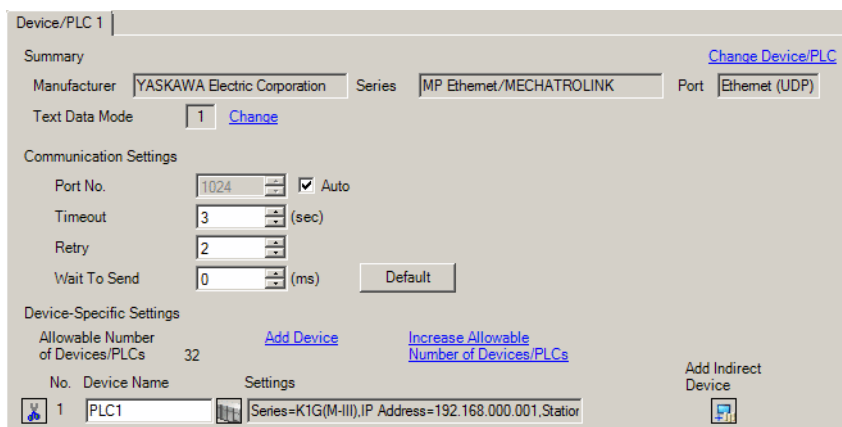 Device/PLC 1
Summary
Change Device/PLC
Manufacturer YASKAWA Electric Corporation Series MP Ethernet/MECHATROLINK Port Ethernet (UDP)
Text Data Mode 1 Change
Communication Settings
Port No. 1024 Auto
Timeout 3 (sec)
Retry 2
Wait To Send 0 (ms) Default
Device-Specific Settings
Allowable Number Add Device Increase Allowable
of Devices/PLCs 32 Number of Devices/PLCs
Add Indirect
No. Device Name Settings Device
1 PLC1 Series=K1G(M-III),IP Address=192.168.000.001,Station